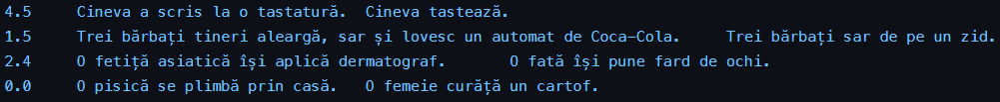 4.5 Cineva a scris la o tastatură. Cineva tastează.
1.5 Trei bărbați tineri aleargă, sar și lovesc un automat de Coca-Cola. Trei bărbați sar de pe un zid.
2.4 O fetiță asiatică își aplică dermatograf. O fată își pune fard de ochi.
0.0 O pisică se plimbă prin casă. O femeie curăță un cartof.